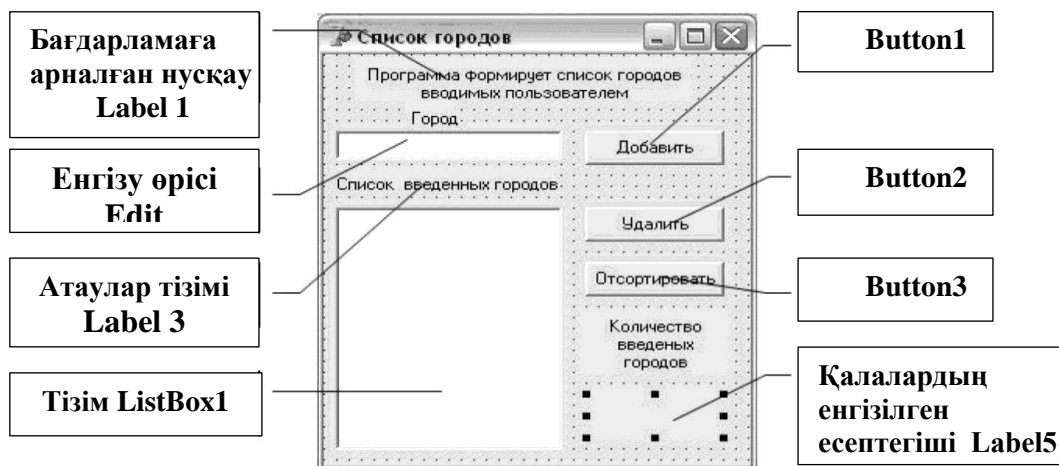 Бағдарламаға
арналған нусқау
Label 1
Енгізу өрісі
Edit
Атаулар тізімі
Label 3
Тізім ListBox1
Список городов
Программа формирует список городов
вводимых пользователем
Город
Добавить
Список введенных городов
Удалить
Отсортировать
Количество
введеных
городов
Button1
Button2
Button3
Қалалардың
енгізілген
есептегіші Label5